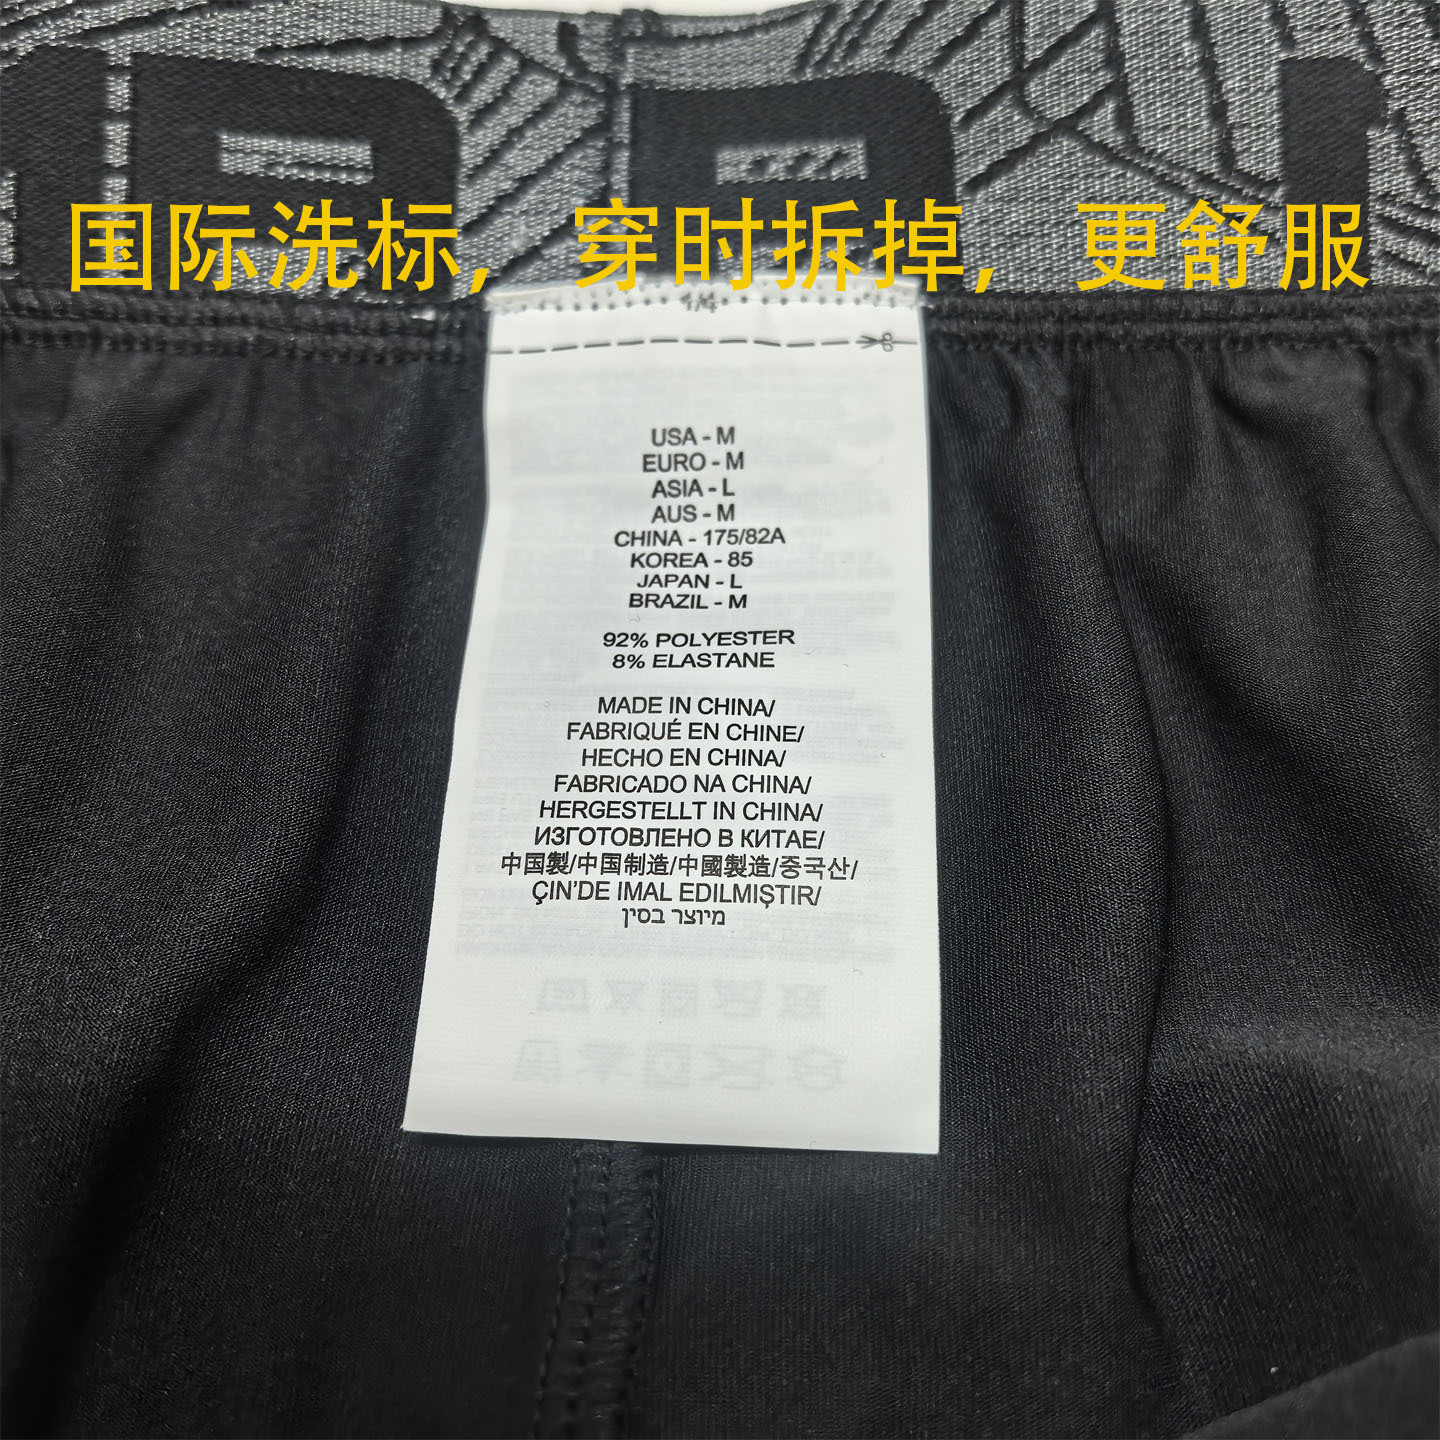 国际洗标，穿时拆掉，更舒服
1/4
USA - M
EURO - M
ASIA - L
AUS - M
CHINA - 175/82A
KOREA - 85
JAPAN - L
BRAZIL - M
92% POLYESTER
8% ELASTANE
MADE IN CHINA/
FABRIQUÉ EN CHINE/
HECHO EN CHINA/
FABRICADO NA CHINA/
HERGESTELLT IN CHINA/
ИЗГОТОВЛЕНО В КИТАЕ/
中国製/中国制造/中國製造/중국산/
ÇIN'DE IMAL EDILMIŞTIR/
מיוצר בסין